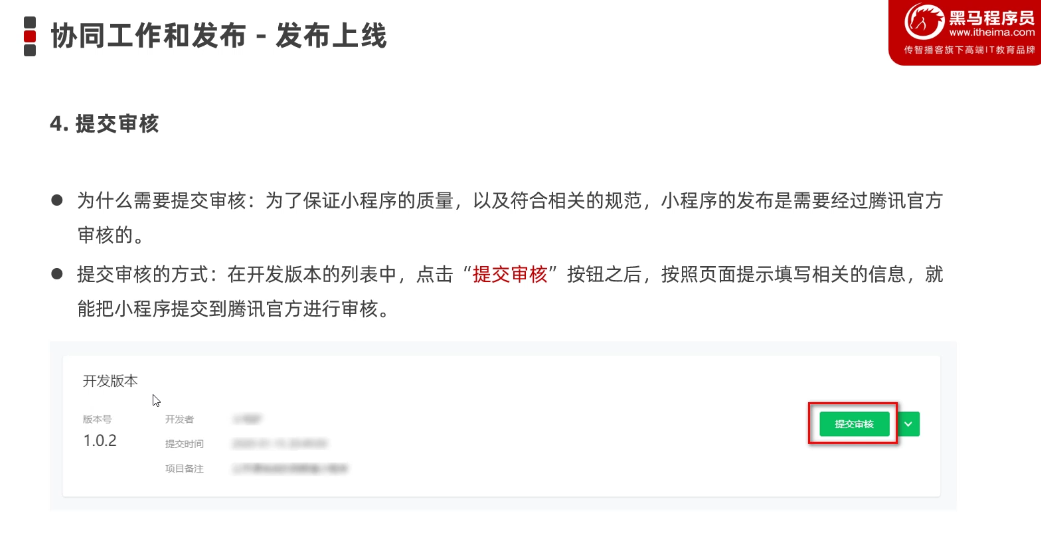 协同工作和发布 - 发布上线
黑马程序员
www.itheima.com
传智播客旗下高端IT教育品牌
4. 提交审核
● 为什么需要提交审核：为了保证小程序的质量，以及符合相关的规范，小程序的发布是需要经过腾讯官方
审核的。
● 提交审核的方式：在开发版本的列表中，点击“提交审核”按钮之后，按照页面提示填写相关的信息，就
能把小程序提交到腾讯官方进行审核。
开发版本
版本号
1.0.2
开发者
提交时间
项目备注
提交审核